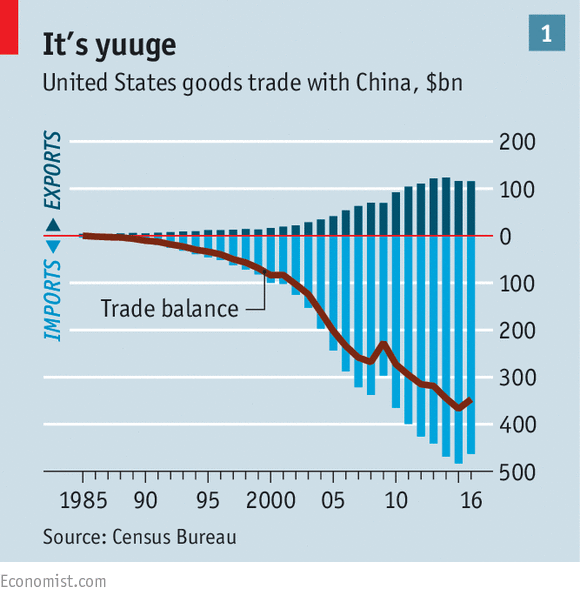 It's yuuge
1
United States goods trade with China, $bn
EXPORTS
IMPORTS
200
100
0
100
200
300
400
500
Trade balance
1985 90 95 2000 05 10 16
Source: Census Bureau
Economist.com